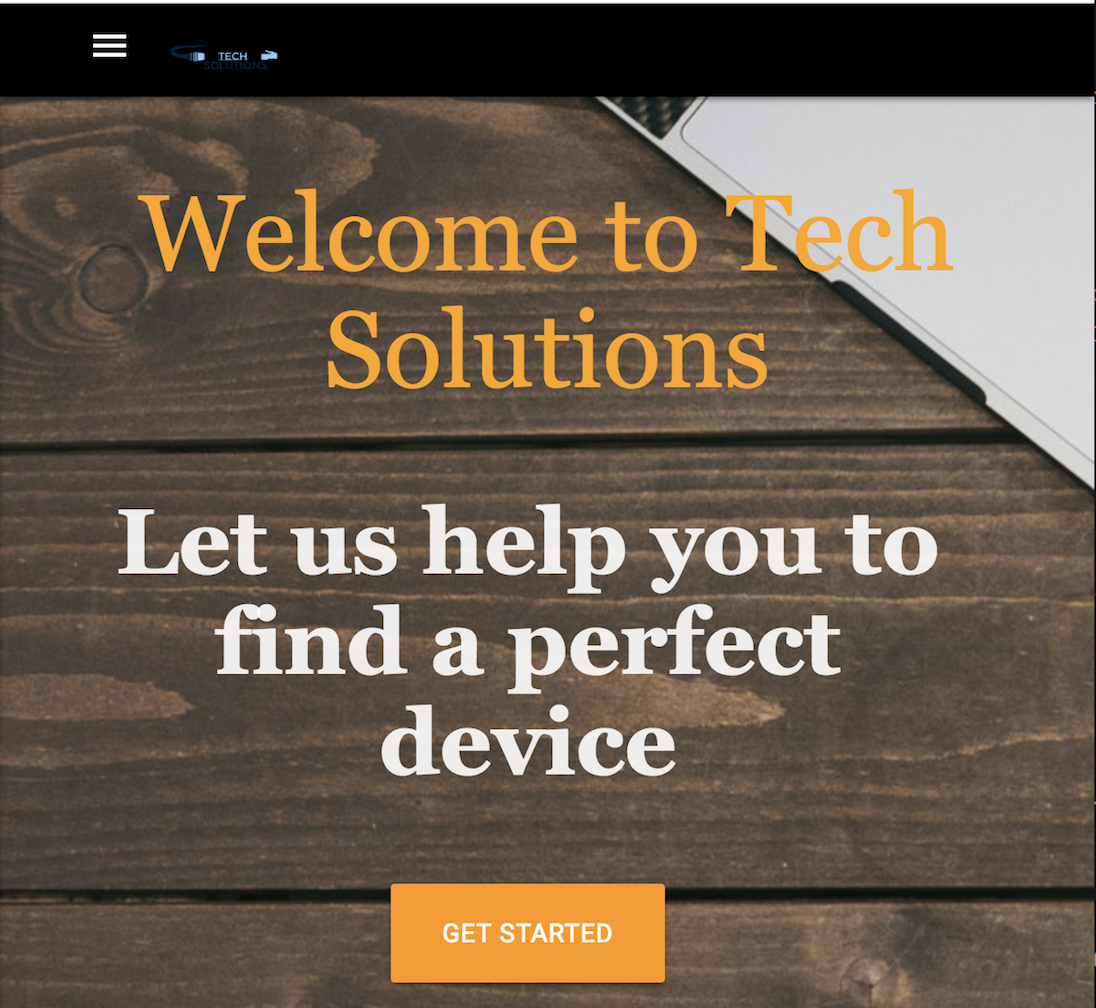 TECH
SOLUTIONS
Welcome to Tech
Solutions
Let us help you to
find a perfect
device
GET STARTED